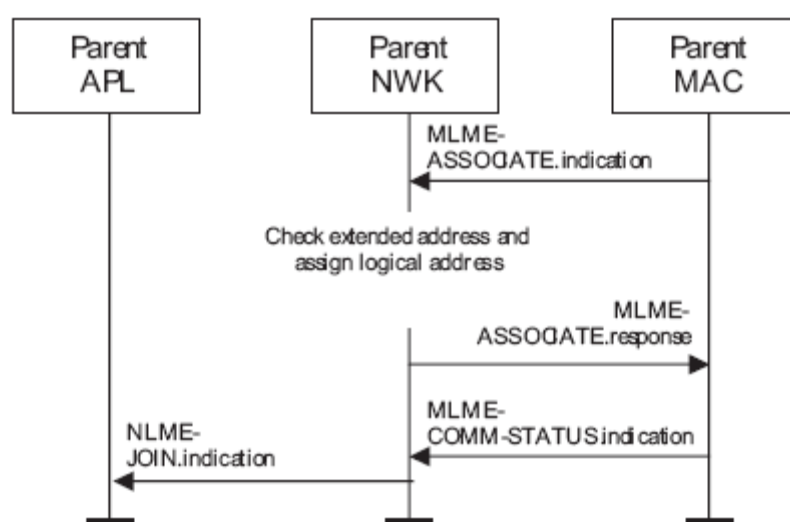 Parent
APL
Parent
NWK
Parent
MAC
MLME-
ASSOCIATE.indication
Check extended address and
assign logical address
MLME-
ASSOCIATE.response
MLME-
COMM-STATUS.indication
NLME-
JOIN.indication